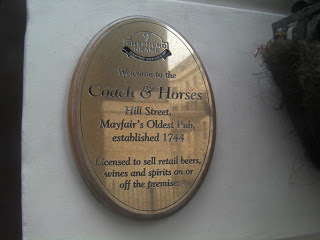 Welcome to the
Coach & Horses
Hill Street,
Mayfair's Oldest Pub,
established 1744
Licensed to sell retail beers,
wines and spirits on or
off the premise